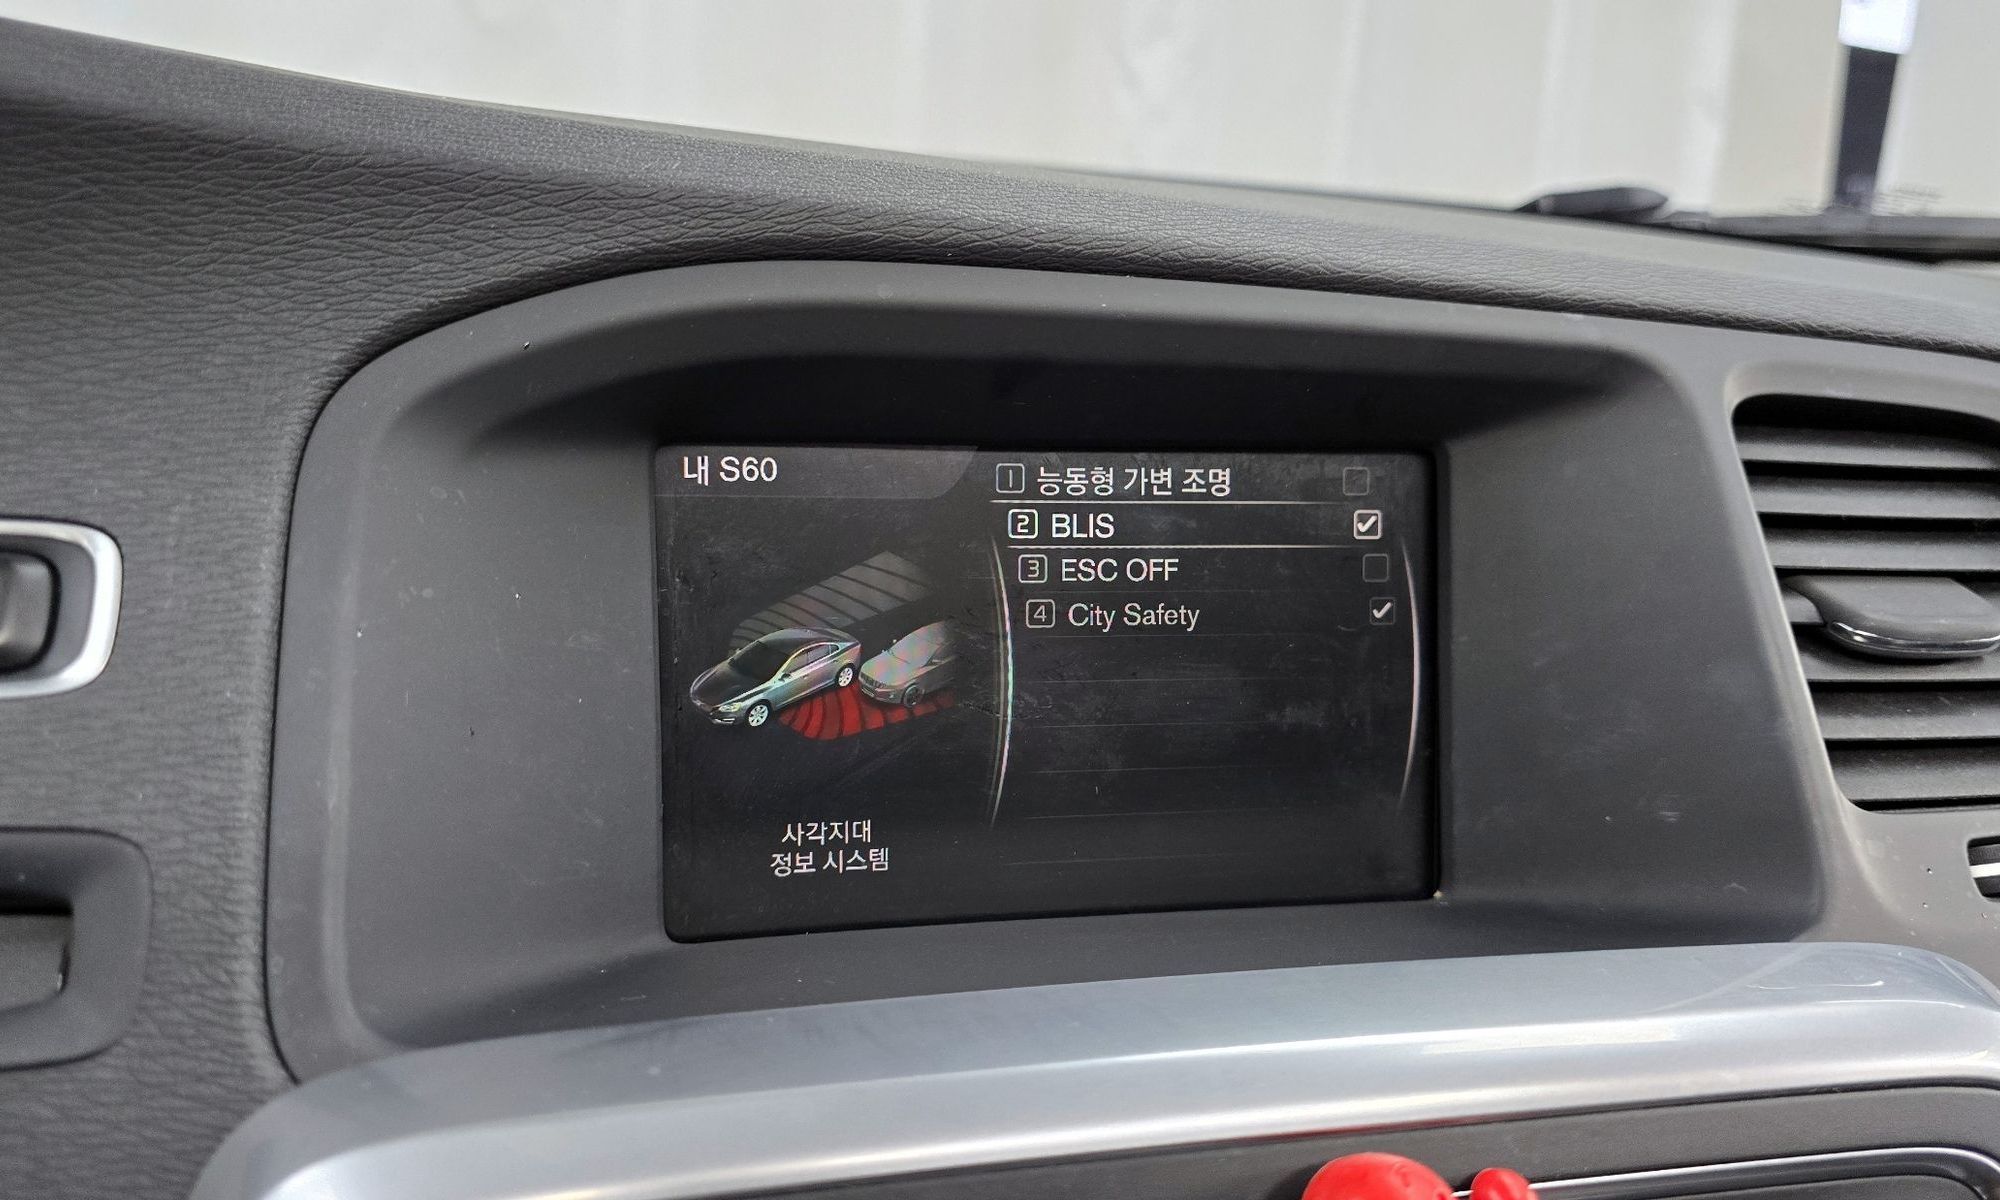 내 S60
1 능동형 가변 조명
2 BLIS
3 ESC OFF
4 City Safety
사각지대
정보 시스템